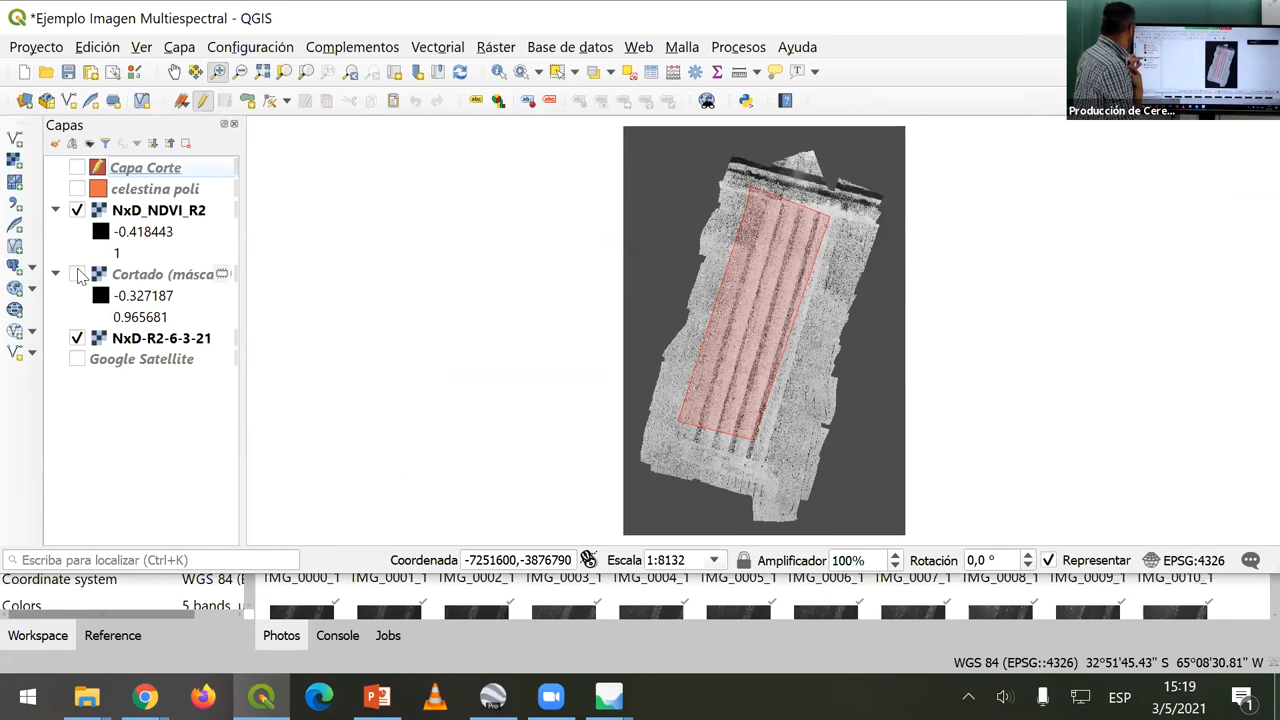 *Ejemplo Imagen Multiespectral - QGIS
Proyecto Edición Ver Capa Configuración Complementos Vectorial Ráster Base de datos Web Malla Ayuda
Producción de Cere...
Capas
Capa Corte
celestina poli
NxD_NDVI_R2
-0.418443
1
Cortado (másca
-0.327187
0.965681
NxD-R2-6-3-21
Google Satellite
Escriba para localizar (Ctrl+K) Coordenada -7251600,-3876790 Escala 1:8132 Amplificador 100% Rotación 0,0 ° Representar EPSG:4326
Coordinate system WGS 84 (E IMG_0000_1 IMG_0001_1 IMG_0002_1 IMG_0003_1 IMG_0004_1 IMG_0005_1 IMG_0006_1 IMG_0007_1 IMG_0008_1 IMG_0009_1 IMG_0010_1
Colors 5 bands
Workspace Reference Photos Console Jobs
WGS 84 (EPSG::4326) 32°51'45.43" S 65°08'30.81" W
Pro
ESP
15:19
3/5/2021
1